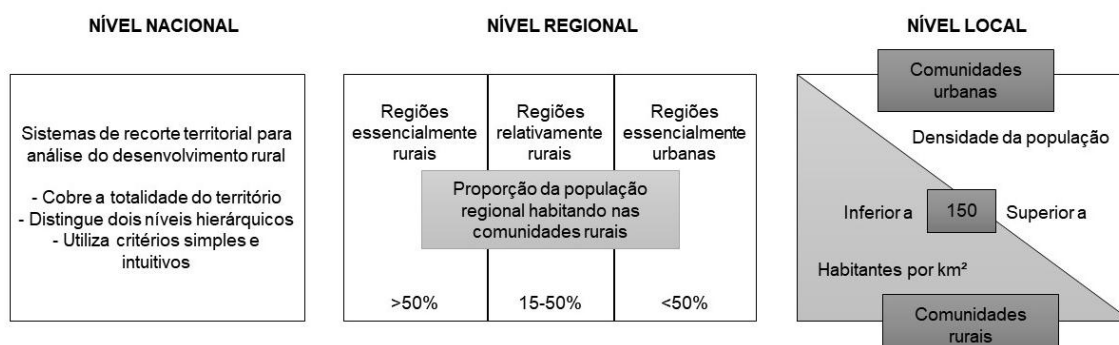 NÍVEL NACIONAL
Sistemas de recorte territorial para
análise do desenvolvimento rural
- Cobre a totalidade do território
- Distingue dois níveis hierárquicos
- Utiliza critérios simples e
intuitivos
NÍVEL REGIONAL
Regiões
essencialmente
rurais
Regiões
relativamente
rurais
Regiões
essencialmente
urbanas
Proporção da população
regional habitando nas
comunidades rurais
>50%
15-50%
<50%
NÍVEL LOCAL
Comunidades
urbanas
Densidade da população
Inferior a
150
Superior a
Habitantes por km²
Comunidades
rurais